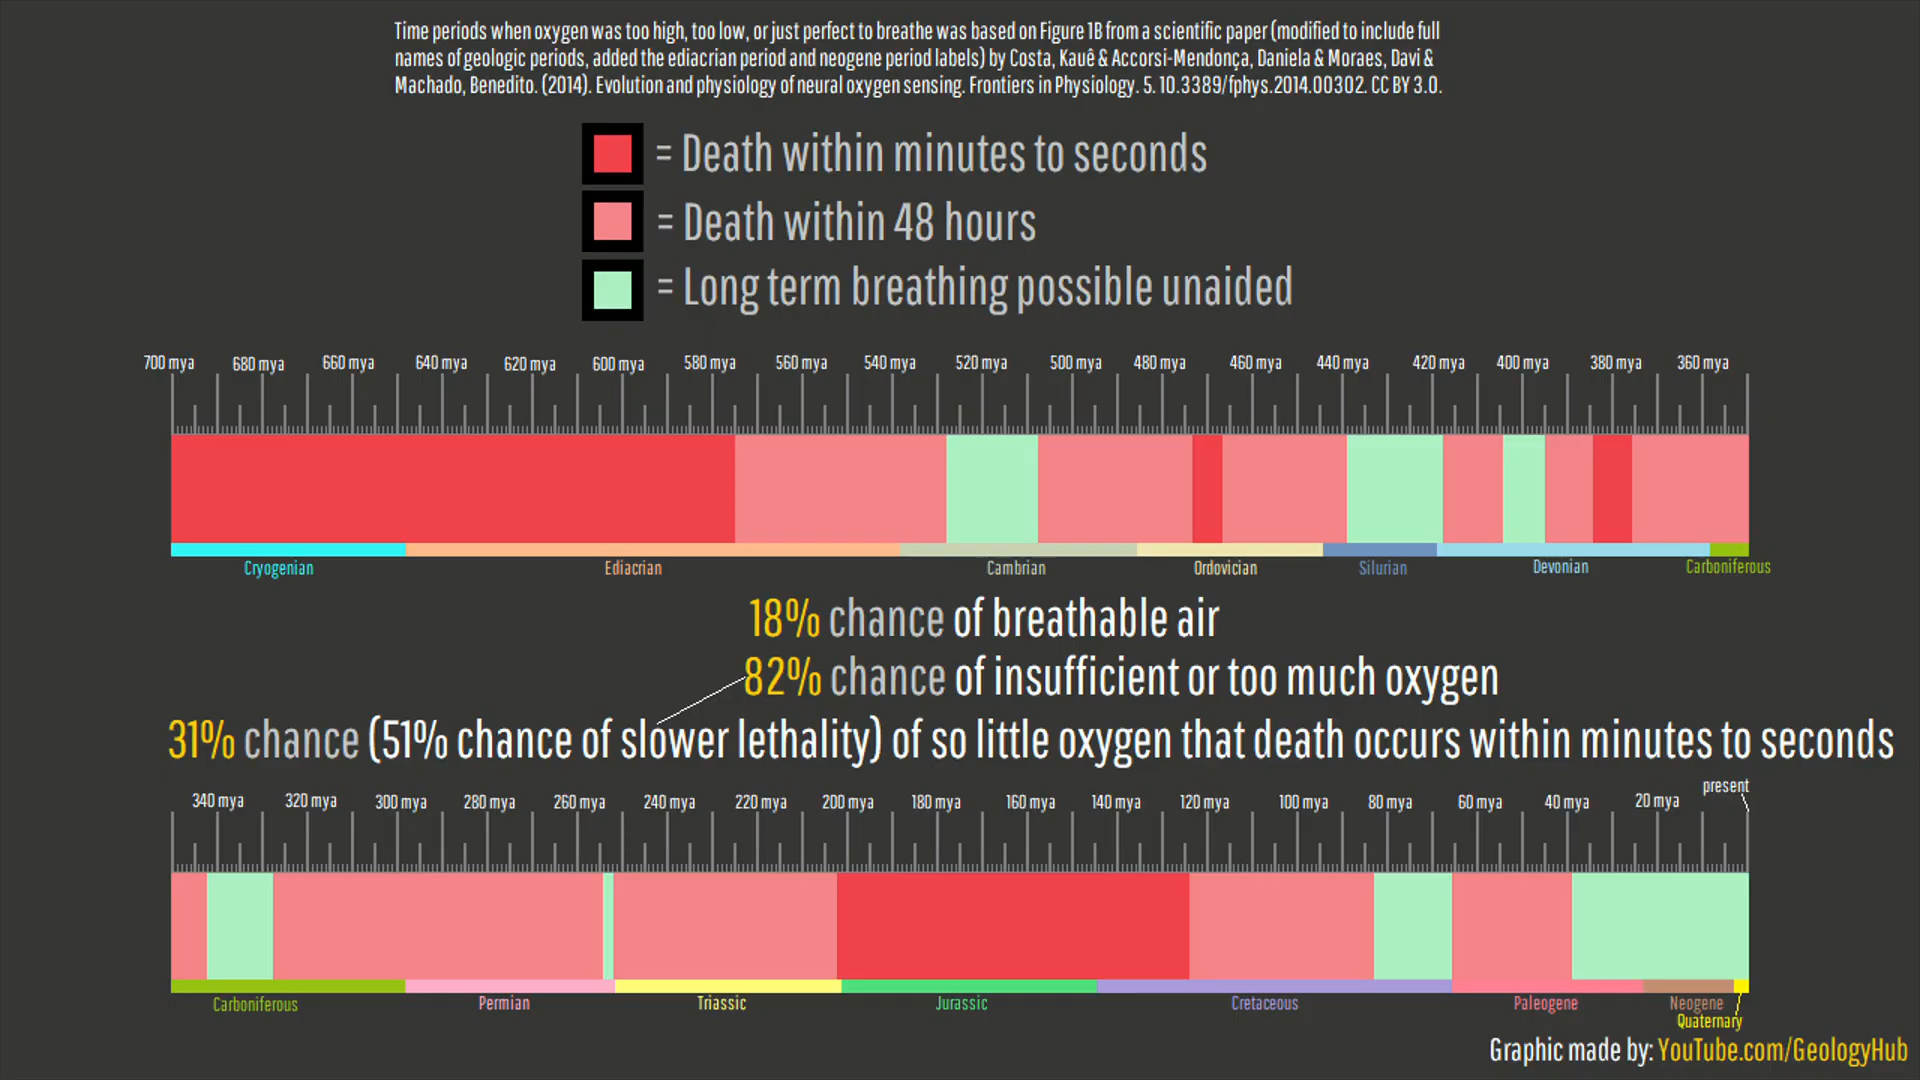 Time periods when oxygen was too high, too low, or just perfect to breathe was based on Figure 1B from a scientific paper (modified to include full
names of geologic periods, added the ediacrian period and neogene period labels) by Costa, Kauê & Accorsi-Mendonça, Daniela & Moraes, Davi &
Machado, Benedito. (2014). Evolution and physiology of neural oxygen sensing. Frontiers in Physiology. 5. 10.3389/fphys.2014.00302. CC BY 3.0.
= Death within minutes to seconds
= Death within 48 hours
= Long term breathing possible unaided
700 mya 680 mya 660 mya 640 mya 620 mya 600 mya 580 mya 560 mya 540 mya 520 mya 500 mya 480 mya 460 mya 440 mya 420 mya 400 mya 380 mya 360 mya
Cryogenian Ediacrian Cambrian Ordovician Silurian Devonian Carboniferous
18% chance of breathable air
82% chance of insufficient or too much oxygen
31% chance (51% chance of slower lethality) of so little oxygen that death occurs within minutes to seconds
present
340 mya 320 mya 300 mya 280 mya 260 mya 240 mya 220 mya 200 mya 180 mya 160 mya 140 mya 120 mya 100 mya 80 mya 60 mya 40 mya 20 mya
Carboniferous Permian Triassic Jurassic Cretaceous Paleogene Neogene
Quaternary
Graphic made by: YouTube.com/GeologyHub